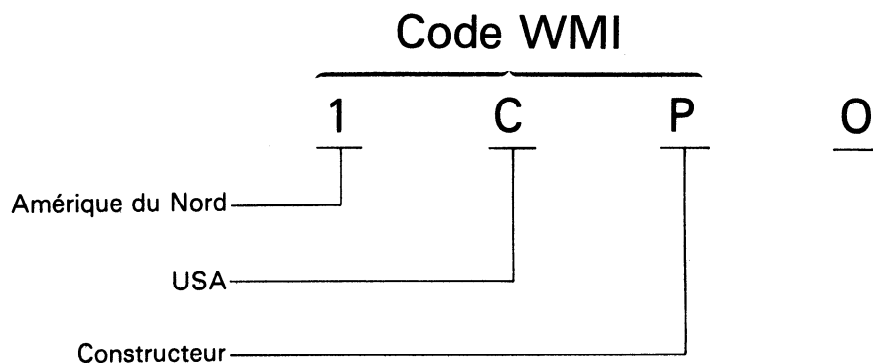 Code WMI
1 C P O
Amérique du Nord
USA
Constructeur